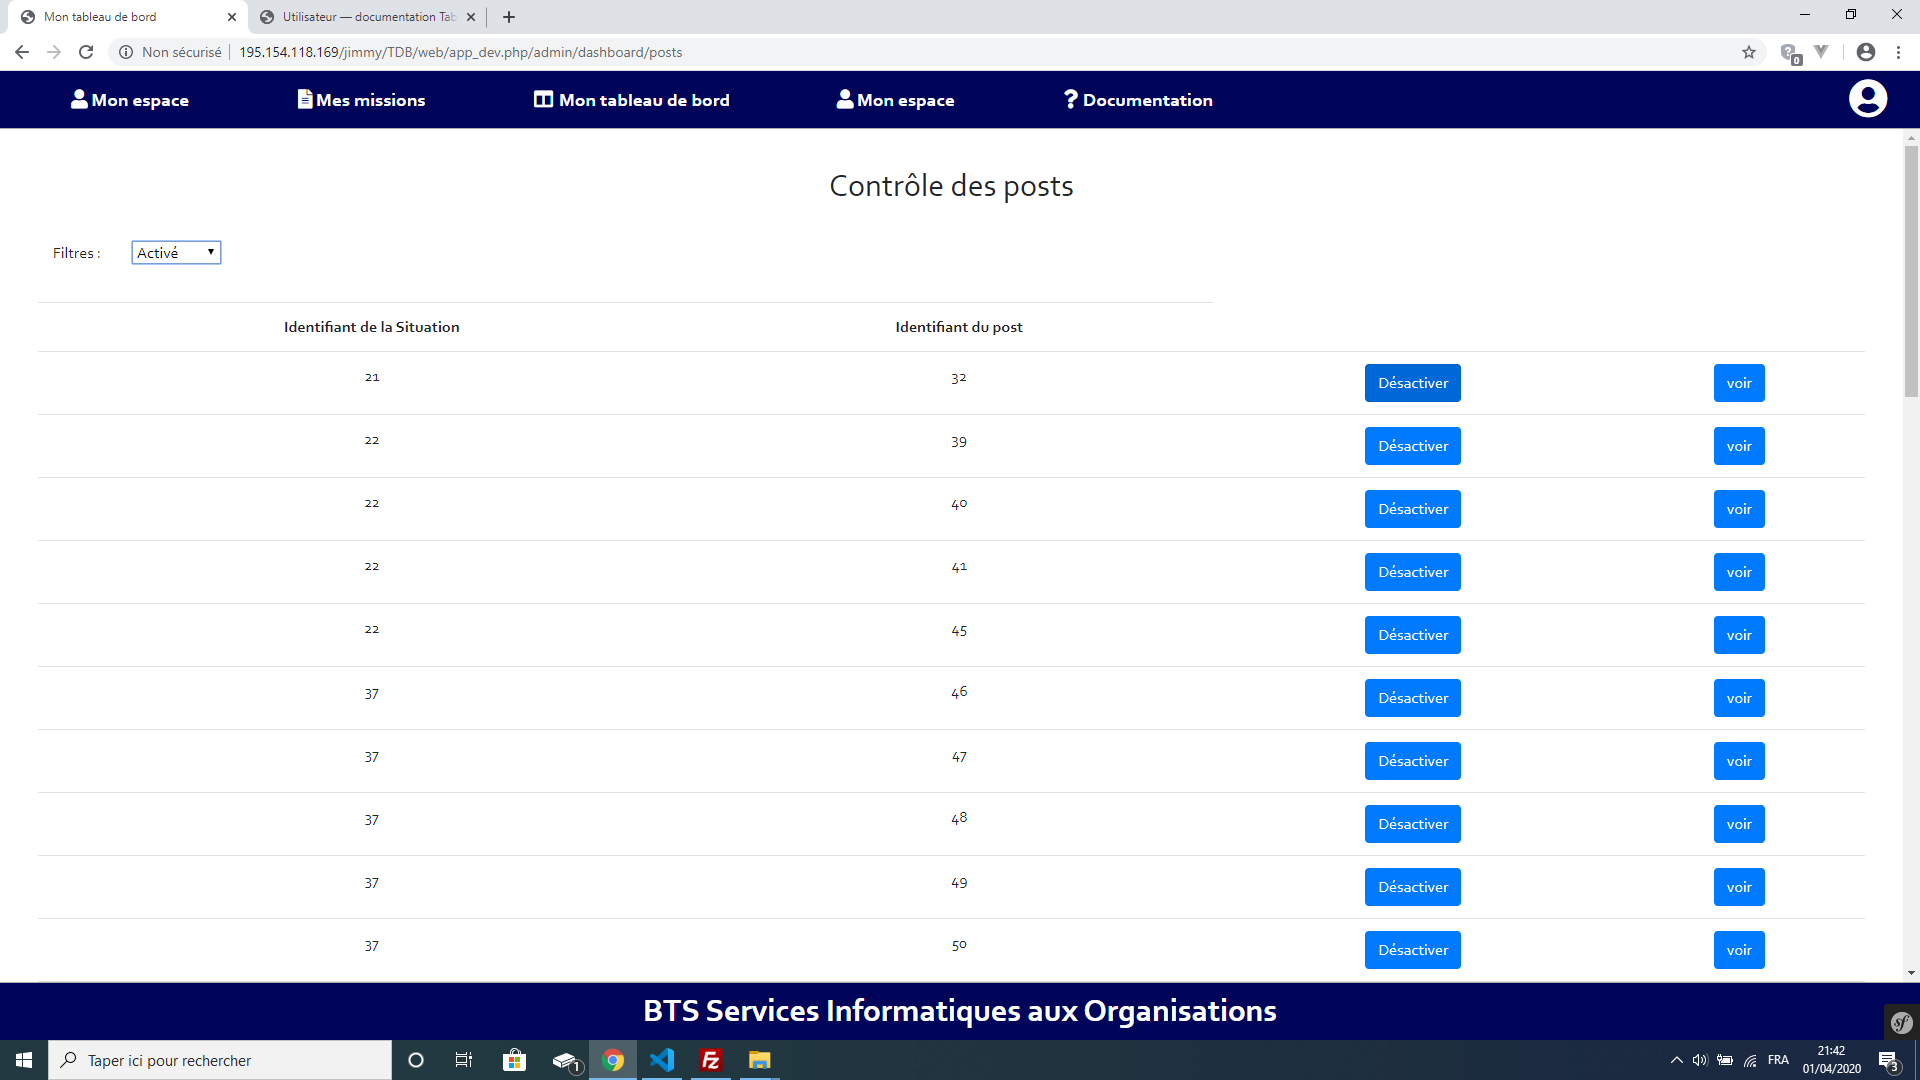 Mon tableau de bord
Utilisateur — documentation Tab
Non sécurisé
195.154.118.169/jimmy/TDB/web/app_dev.php/admin/dashboard/posts
0
Mon espace
Mes missions
Mon tableau de bord
Mon espace
Documentation
Contrôle des posts
Filtres :
Activé
Identifiant de la Situation
Identifiant du post
21
32
Désactiver
voir
22
39
Désactiver
voir
22
40
Désactiver
voir
22
41
Désactiver
voir
22
45
Désactiver
voir
37
46
Désactiver
voir
37
47
Désactiver
voir
37
48
Désactiver
voir
37
49
Désactiver
voir
37
50
Désactiver
voir
BTS Services Informatiques aux Organisations
sf
Taper ici pour rechercher
1
Fz
FRA
21:42
01/04/2020
3